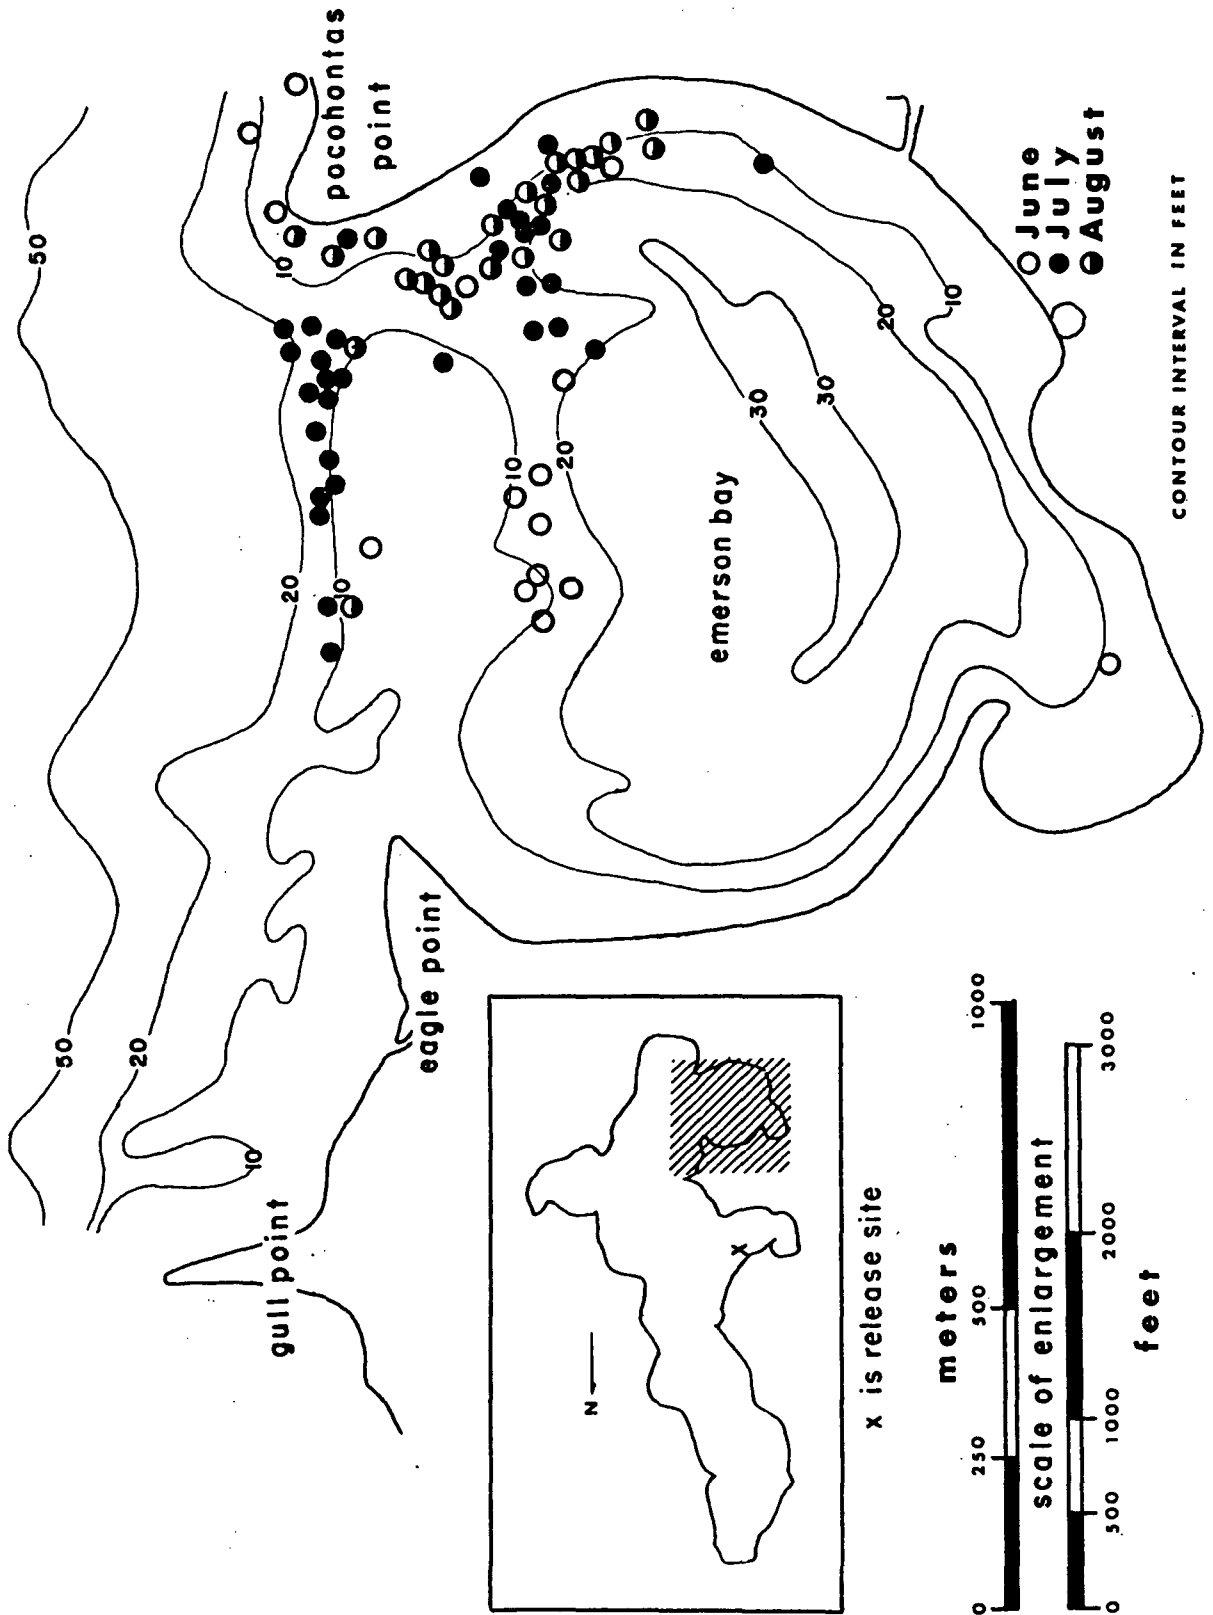 pocohontas
point
50
10
20
10
10
20
20
10
30
30
20
10
50
20
10
emerson bay
eagle point
gull point
June
July
August
CONTOUR INTERVAL IN FEET
N
x
x is release site
meters
0 250 500 1000
scale of enlargement
0 500 1000 2000 3000
feet